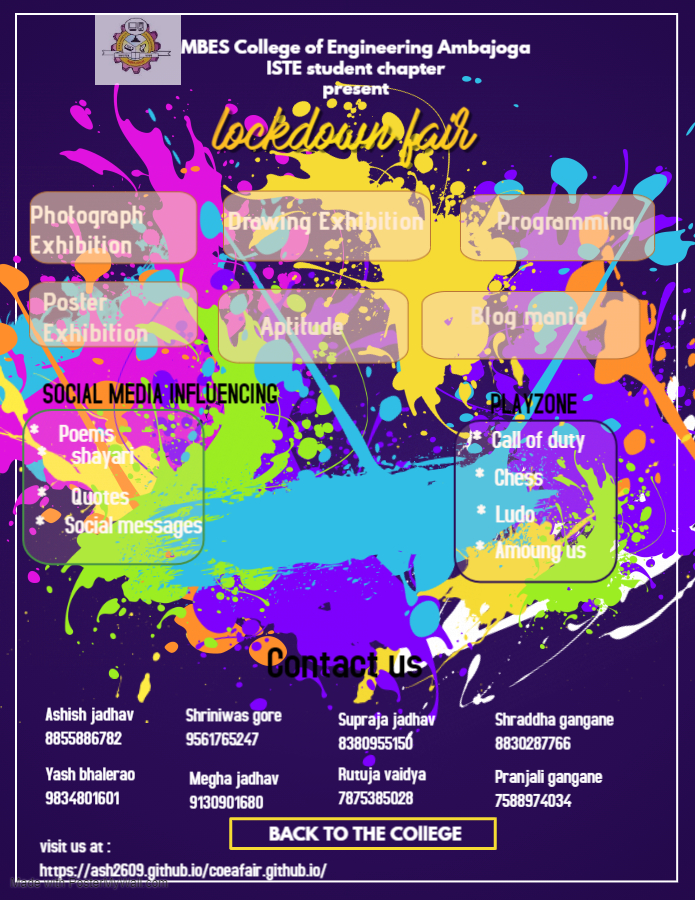 MBES College of Engineering Ambajoga
ISTE student chapter
present
lockdown fair
Photograph
Exhibition
Drawing Exhibition
Programming
Poster
Exhibition
Aptitude
Blog mania
SOCIAL MEDIA INFLUENCING
* Poems
* shayari
* Quotes
* Social messages
PLAYZONE
* Call of duty
* Chess
* Ludo
* Amoung us
Contact us
Ashish jadhav
8855886782
Shriniwas gore
9561765247
Supraja jadhav
8380955150
Shraddha gangane
8830287766
Yash bhalerao
9834801601
Megha jadhav
9130901680
Rutuja vaidya
7875385028
Pranjali gangane
7588974034
BACK TO THE COllEGE
visit us at :
https://ash2609.github.io/coeafair.github.io/
Made with PosterMyWall.com